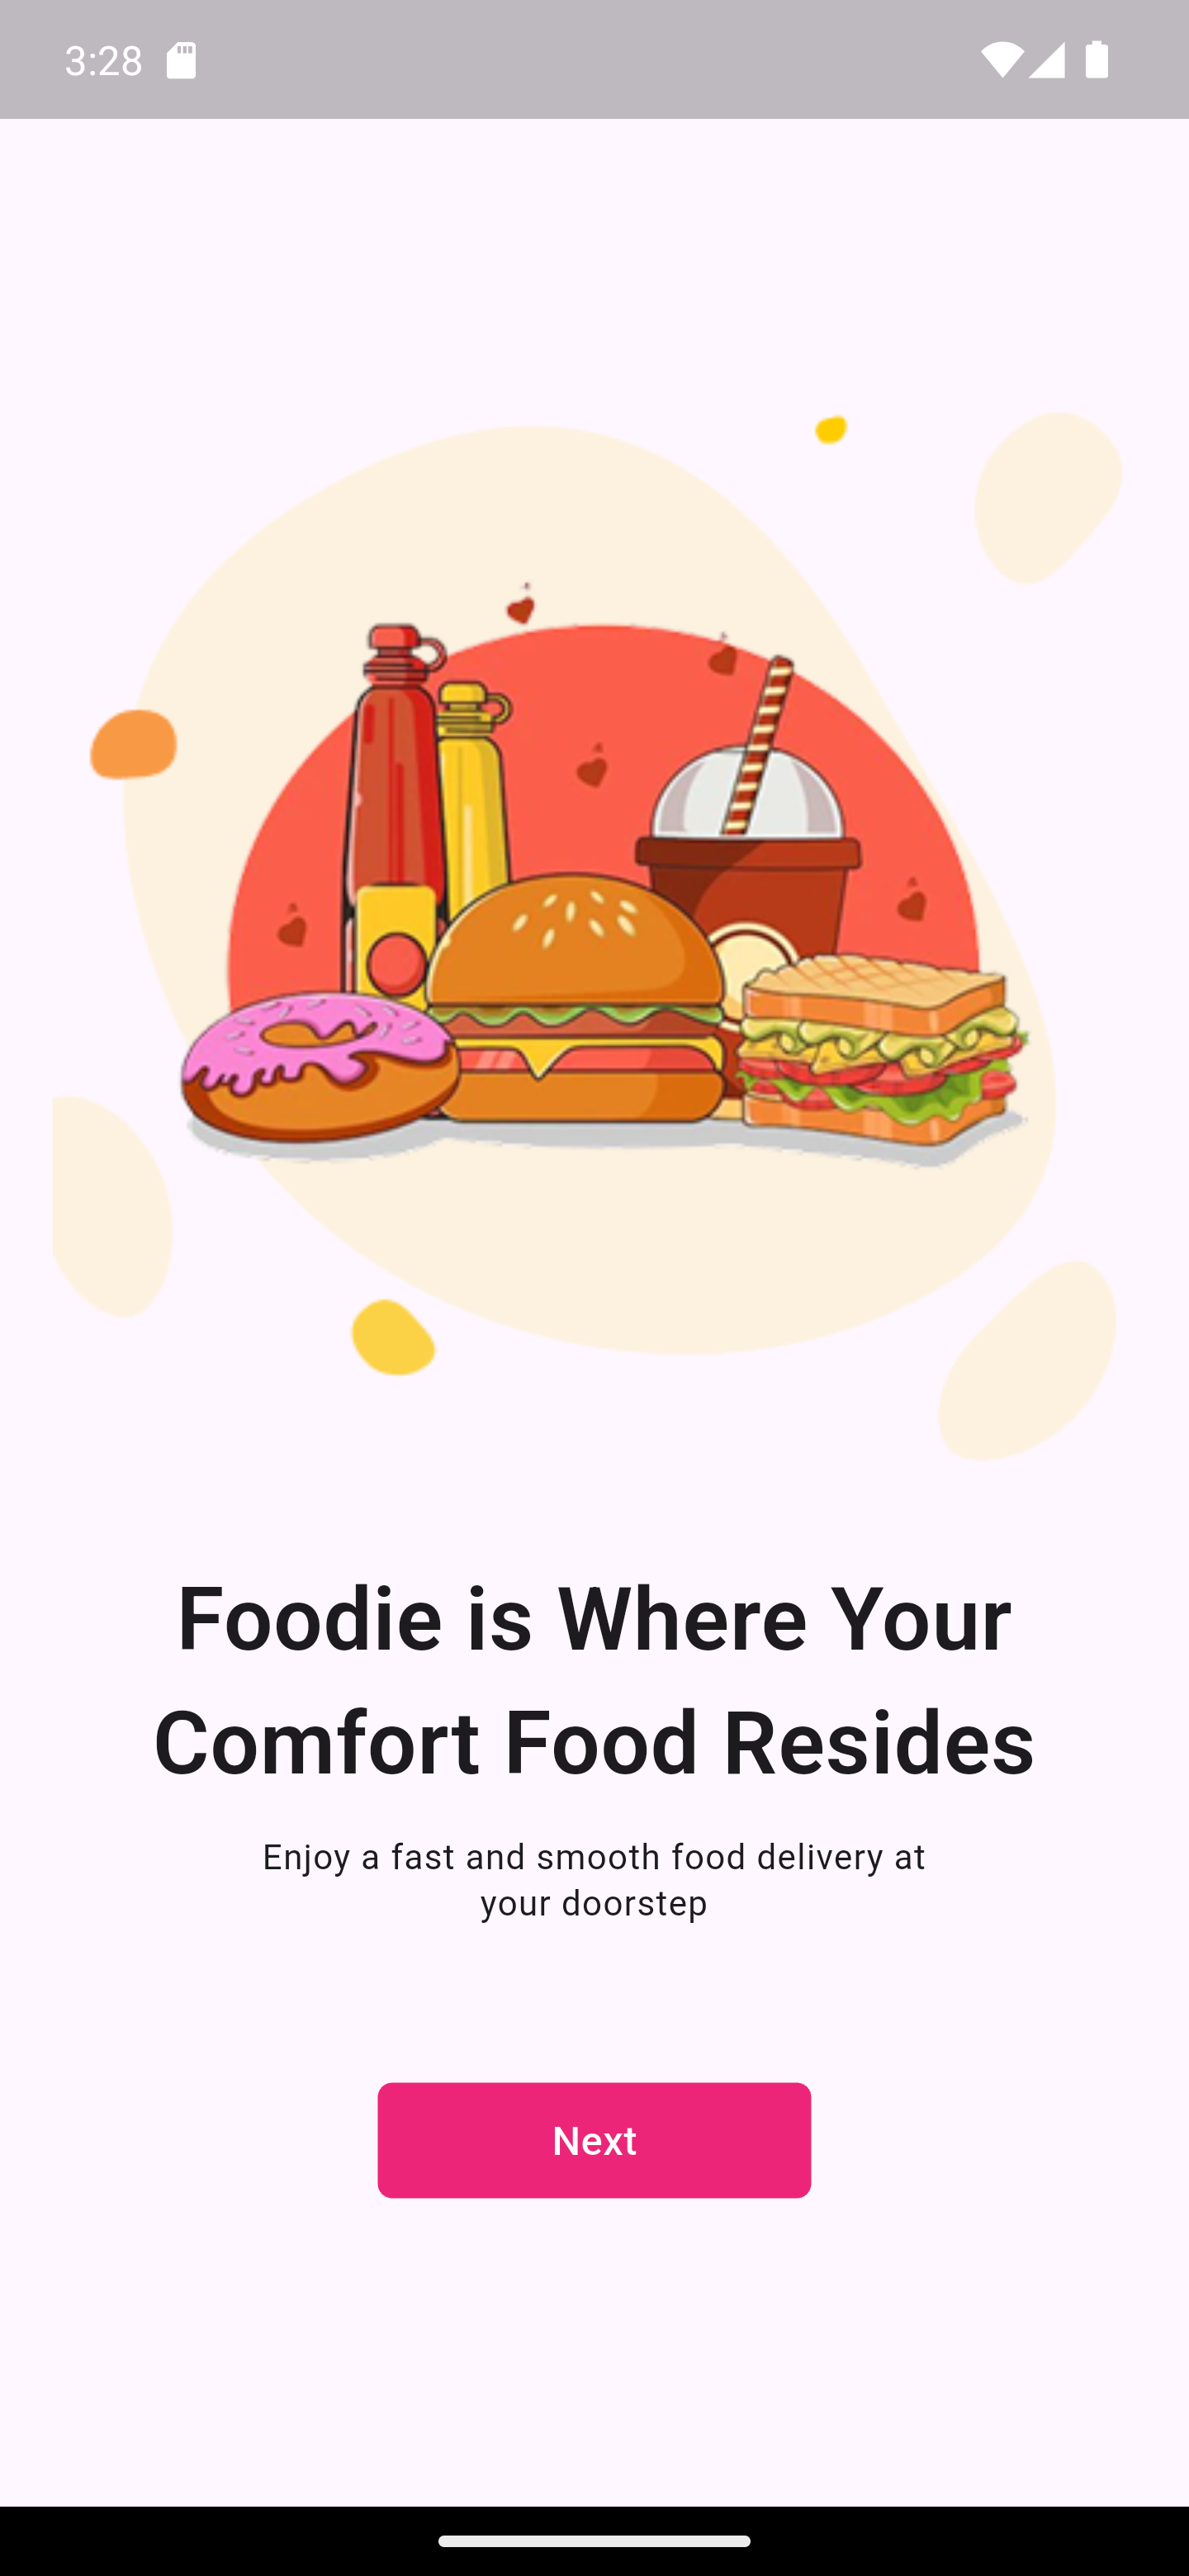 3:28
Foodie is Where Your
Comfort Food Resides
Enjoy a fast and smooth food delivery at
your doorstep
Next